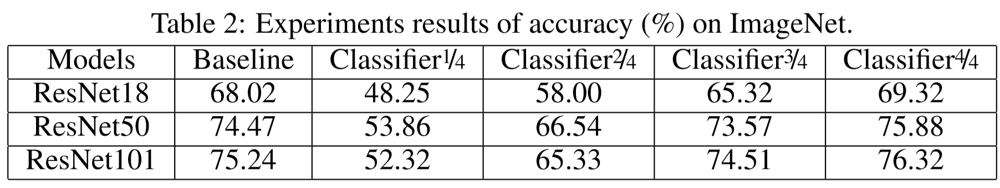 Table 2: Experiments results of accuracy (%) on ImageNet.
Models Baseline Classifier1/4 Classifier2/4 Classifier3/4 Classifier4/4
ResNet18 68.02 48.25 58.00 65.32 69.32
ResNet50 74.47 53.86 66.54 73.57 75.88
ResNet101 75.24 52.32 65.33 74.51 76.32